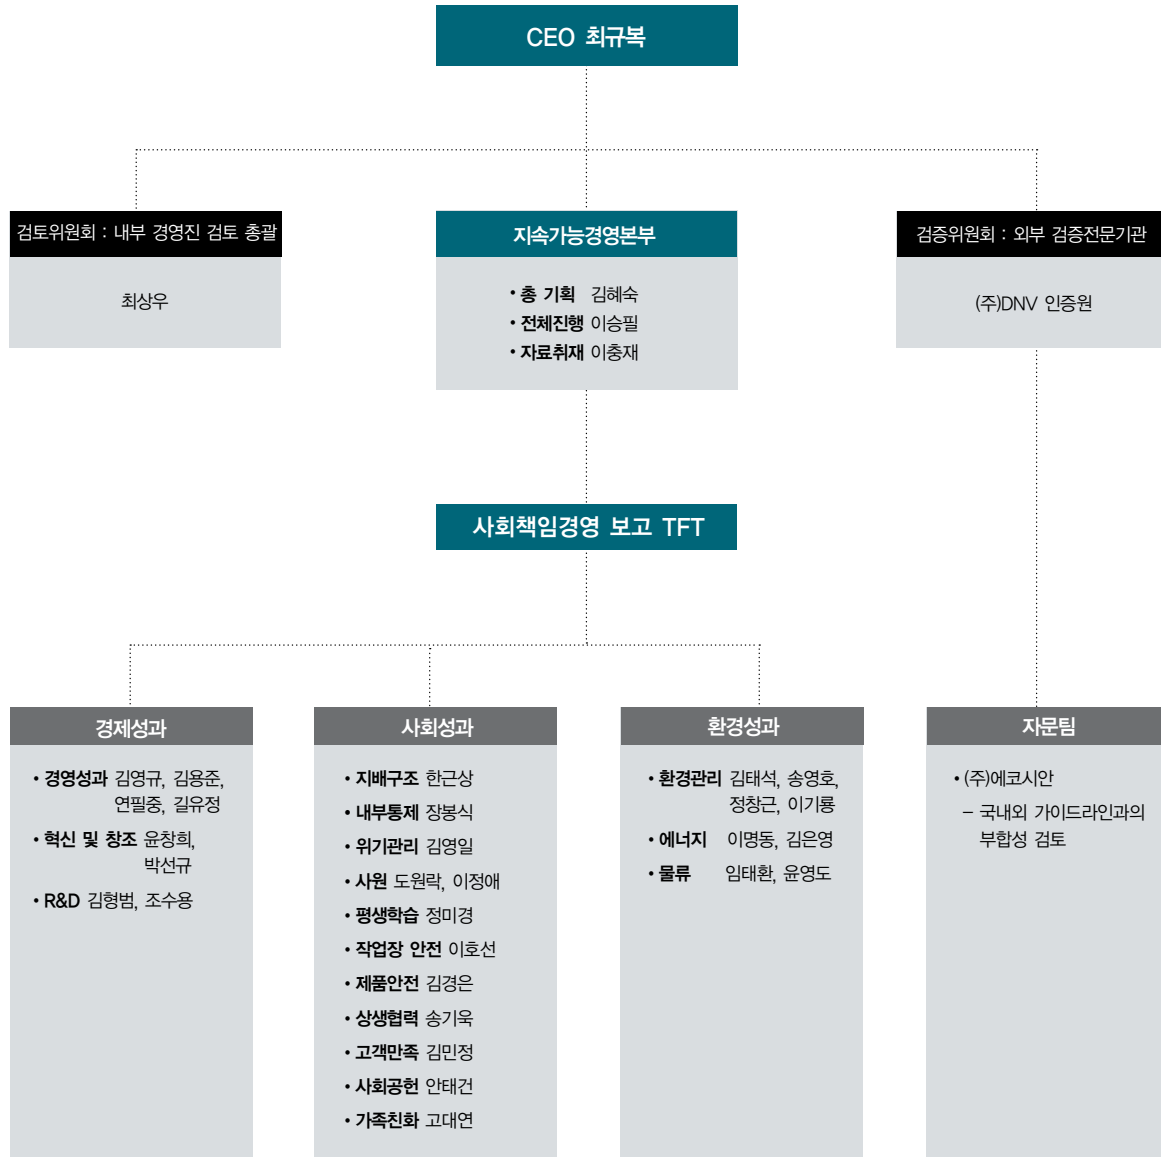 CEO 최규복
검토위원회 : 내부 경영진 검토 총괄
최상우
지속가능경영본부
• 총 기획 김혜숙
• 전체진행 이승필
• 자료취재 이충재
검증위원회 : 외부 검증전문기관
(주)DNV 인증원
사회책임경영 보고 TFT
경제성과
• 경영성과 김영규, 김용준,
연필중, 길유정
• 혁신 및 창조 윤창희,
박선규
• R&D 김형범, 조수용
사회성과
• 지배구조 한근상
• 내부통제 장봉식
• 위기관리 김영일
• 사원 도원락, 이정애
• 평생학습 정미경
• 작업장 안전 이호선
• 제품안전 김경은
• 상생협력 송기욱
• 고객만족 김민정
• 사회공헌 안태건
• 가족친화 고대연
환경성과
• 환경관리 김태석, 송영호,
정창근, 이기룡
• 에너지 이명동, 김은영
• 물류 임태환, 윤영도
자문팀
• (주)에코시안
– 국내외 가이드라인과의
부합성 검토